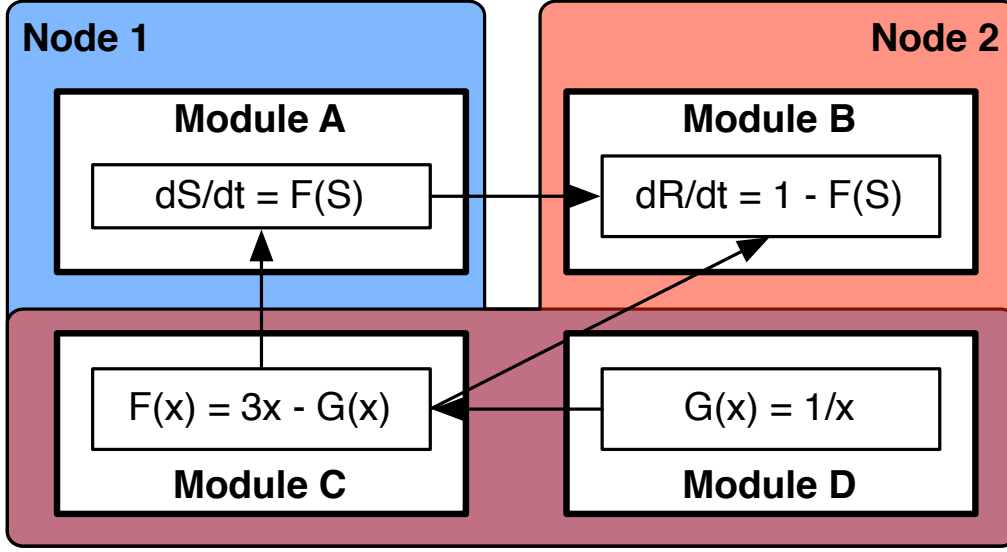 Node 1
Node 2
Module A
Module B
dS/dt = F(S)
dR/dt = 1 - F(S)
F(x) = 3x - G(x)
G(x) = 1/x
Module C
Module D